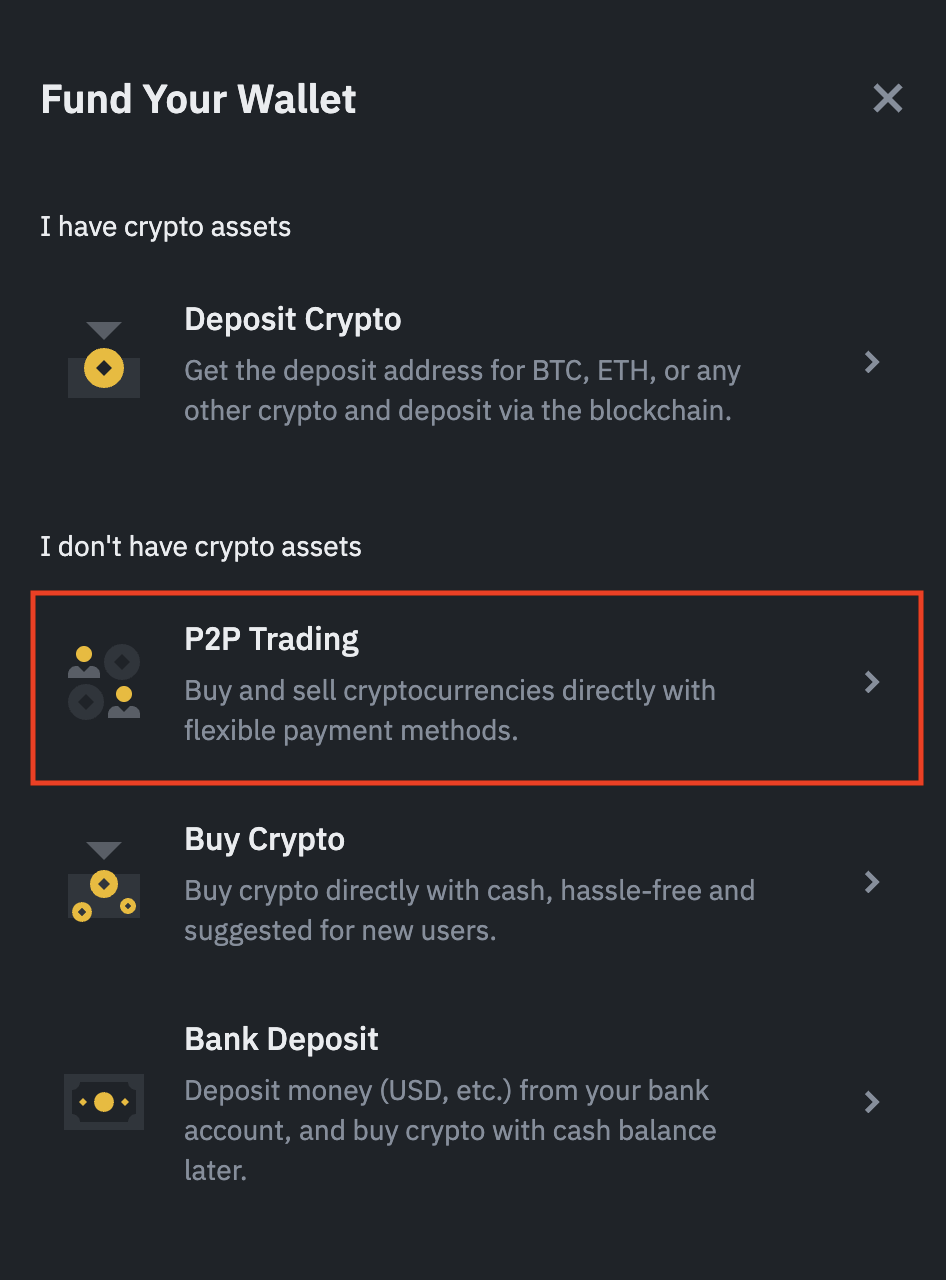 Fund Your Wallet
I have crypto assets
Deposit Crypto
Get the deposit address for BTC, ETH, or any
other crypto and deposit via the blockchain.
I don't have crypto assets
P2P Trading
Buy and sell cryptocurrencies directly with
flexible payment methods.
Buy Crypto
Buy crypto directly with cash, hassle-free and
suggested for new users.
Bank Deposit
Deposit money (USD, etc.) from your bank
account, and buy crypto with cash balance
later.